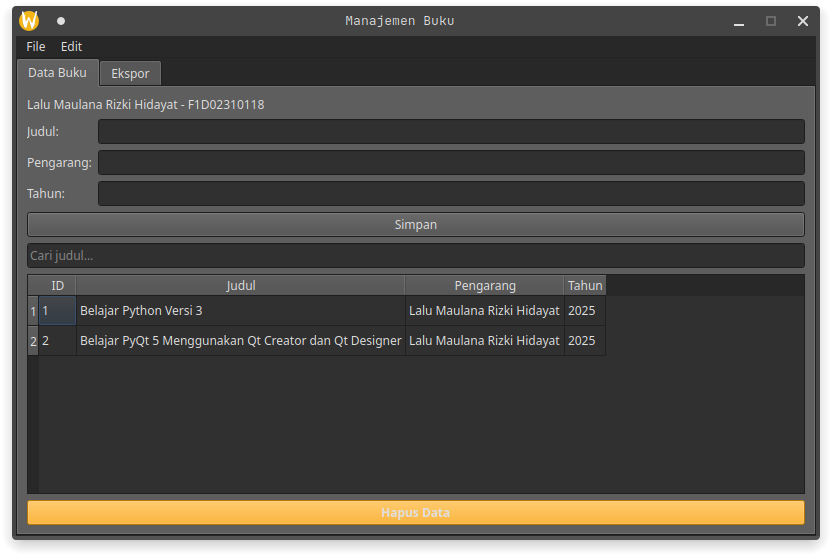 Manajemen Buku
File Edit
Data Buku Ekspor
Lalu Maulana Rizki Hidayat - F1D02310118
Judul:
Pengarang:
Tahun:
Simpan
Cari judul...
ID Judul Pengarang Tahun
1 1 Belajar Python Versi 3 Lalu Maulana Rizki Hidayat 2025
2 2 Belajar PyQt 5 Menggunakan Qt Creator dan Qt Designer Lalu Maulana Rizki Hidayat 2025
Hapus Data